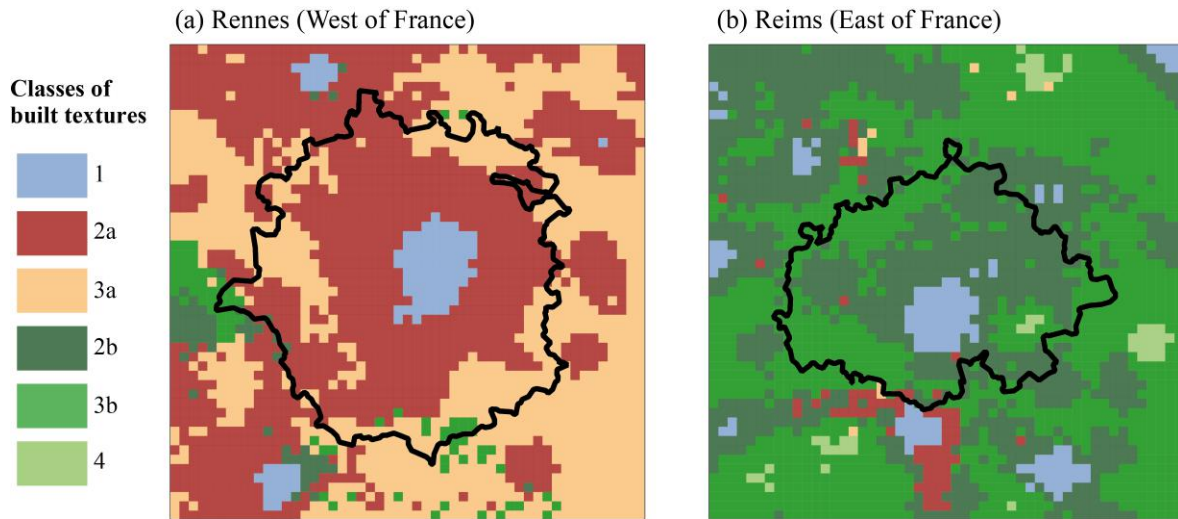 (a) Rennes (West of France)
(b) Reims (East of France)
Classes of
built textures
1
2a
3a
2b
3b
4